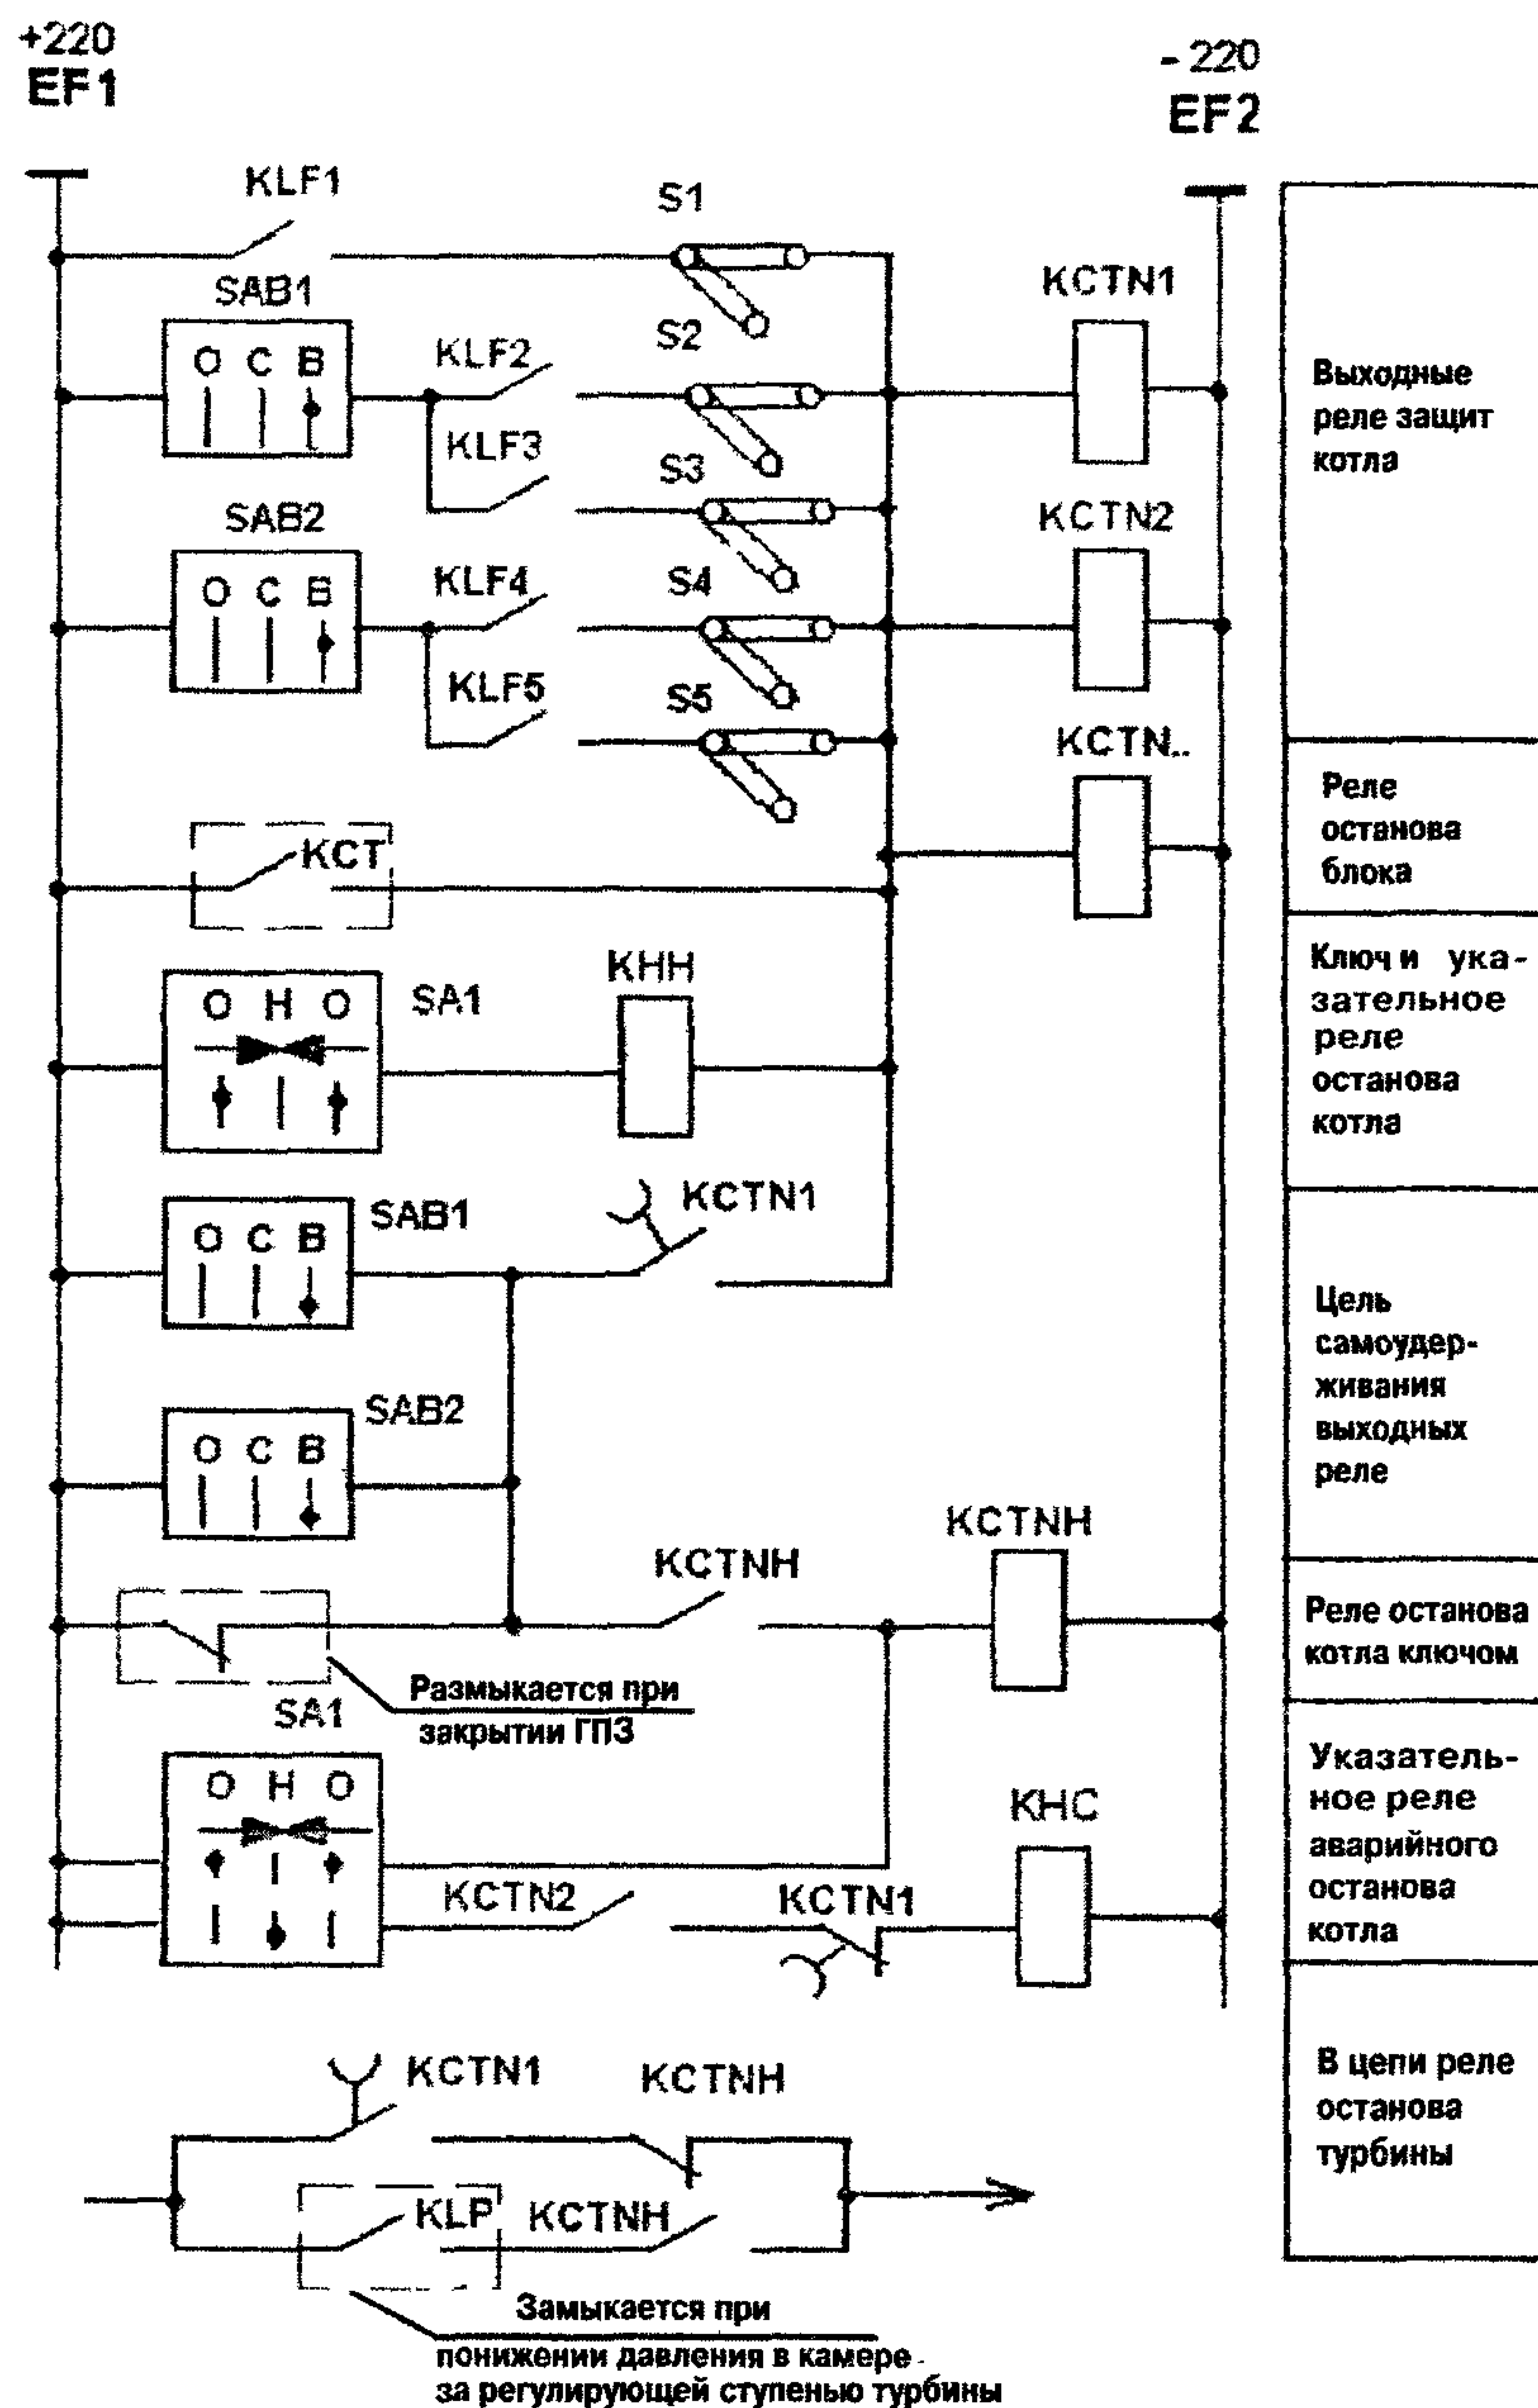 +220
EF1
- 220
EF2
KLF1
S1
SAB1
O C B
KLF2
S2
KCTN1
KLF3
S3
SAB2
O C B
KLF4
S4
KCTN2
KLF5
S5
KCTN..
KCT
O H O
SA1
KHH
SAB1
O C B
KCTN1
SAB2
O C B
KCTNH
KCTNH
Размыкается при
закрытии ГПЗ
SA1
O H O
KCTN2
KCTN1
KHC
KCTN1
KCTNH
KLP
KCTNH
Замыкается при
понижении давления в камере
за регулирующей ступенью турбины
Выходные
реле защит
котла
Реле
останова
блока
Ключ и ука-
зательное
реле
останова
котла
Цель
самоудер-
живания
выходных
реле
Реле останова
котла ключом
Указатель-
ное реле
аварийного
останова
котла
В цепи реле
останова
турбины